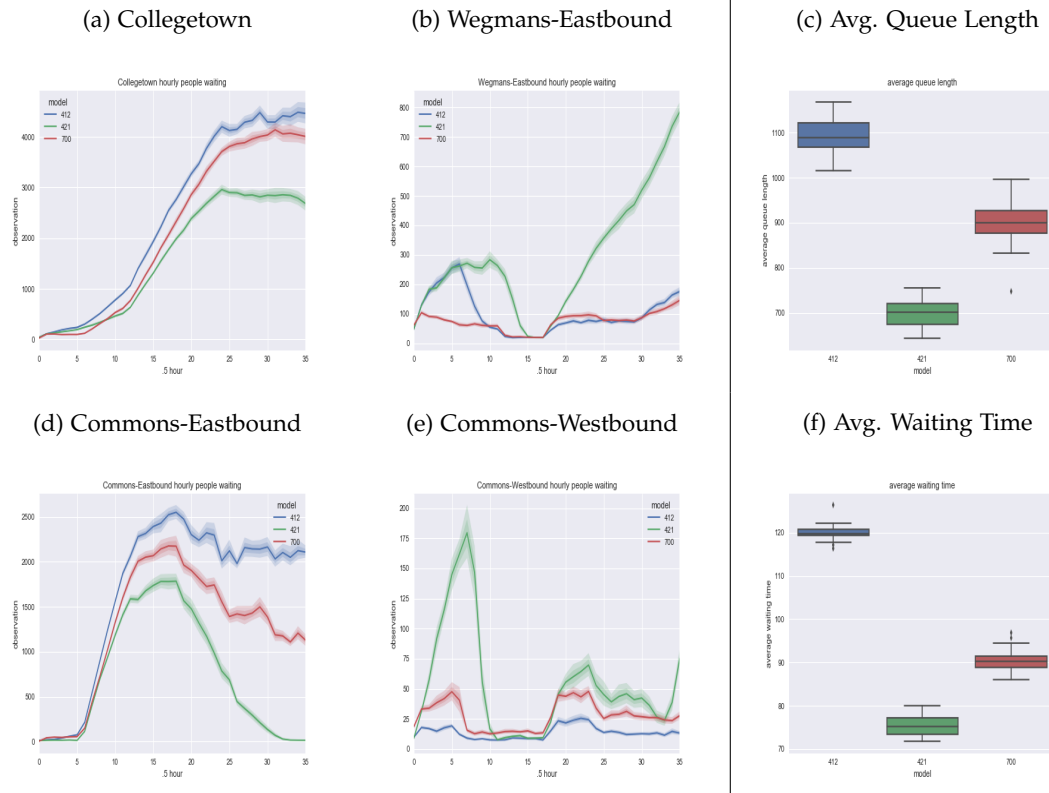 (a) Collegetown
(b) Wegmans-Eastbound
(c) Avg. Queue Length
Collegetown hourly people waiting
model
412
421
700
4000
3000
2000
1000
0
observation
0 5 10 15 20 25 30 35
.5 hour
Wegmans-Eastbound hourly people waiting
model
412
421
700
800
700
600
500
400
300
200
100
0
observation
0 5 10 15 20 25 30 35
.5 hour
average queue length
1100
1000
900
800
700
average queue length
412 421 700
model
(d) Commons-Eastbound
(e) Commons-Westbound
(f) Avg. Waiting Time
Commons-Eastbound hourly people waiting
model
412
421
700
2500
2000
1500
1000
500
0
observation
0 5 10 15 20 25 30 35
.5 hour
Commons-Westbound hourly people waiting
model
412
421
700
200
175
150
125
100
75
50
25
0
observation
0 5 10 15 20 25 30 35
.5 hour
average waiting time
120
110
100
90
80
70
average waiting time
412 421 700
model